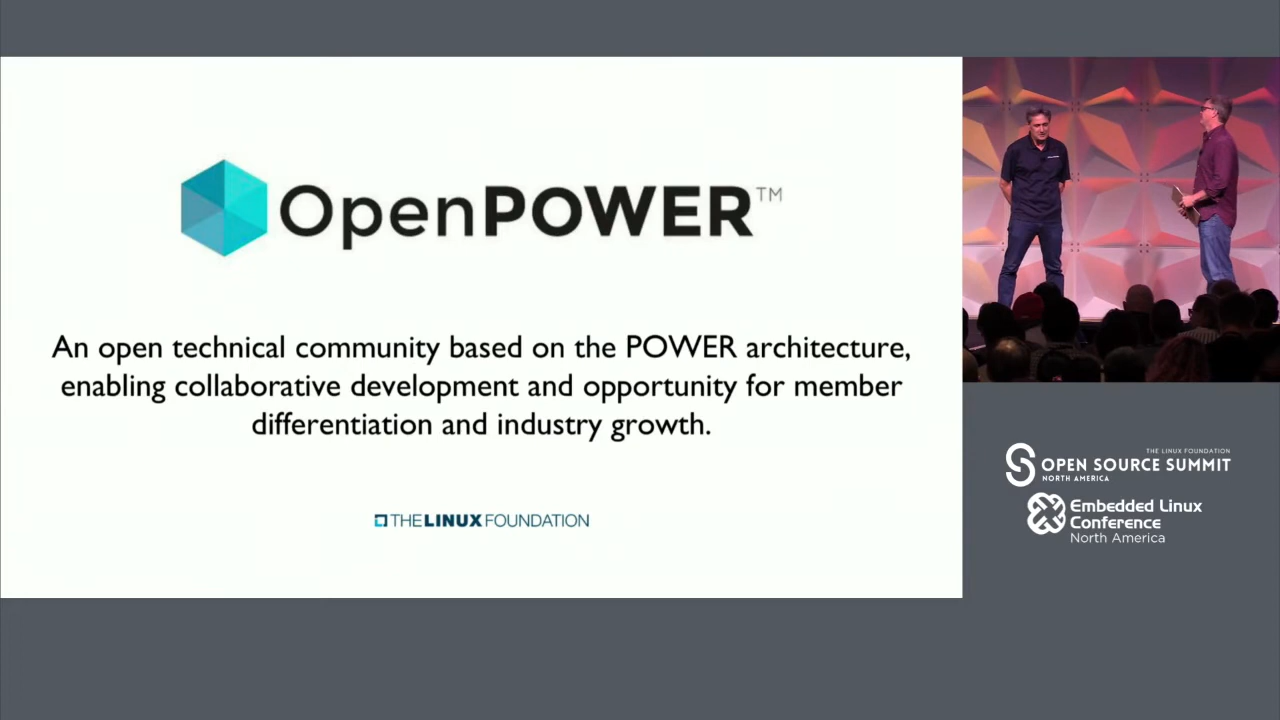 OpenPOWER™
An open technical community based on the POWER architecture,
enabling collaborative development and opportunity for member
differentiation and industry growth.
THE LINUX FOUNDATION
THE LINUX FOUNDATION
OPEN SOURCE SUMMIT
NORTH AMERICA
Embedded Linux
Conference
North America